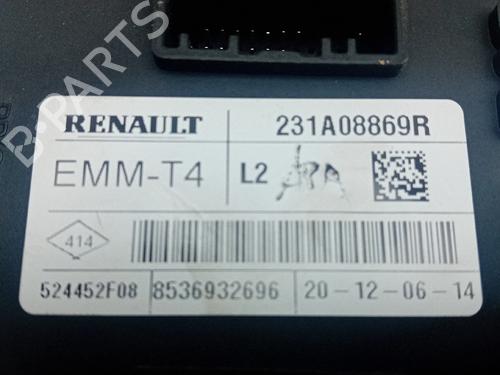 RENAULT 231A08869R
EMM-T4 L2
414
524452F08 8536932696 20-12-06-14
B-PARTS